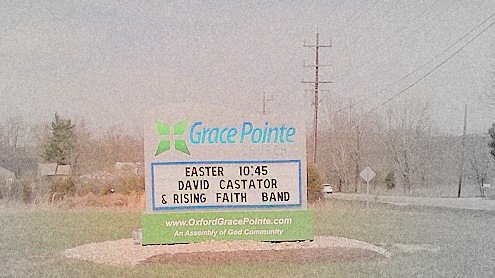 Grace Pointe
CHURCH
EASTER 10:45
DAVID CASTATOR
& RISING FAITH BAND
www.OxfordGracePointe.com
An Assembly of God Community